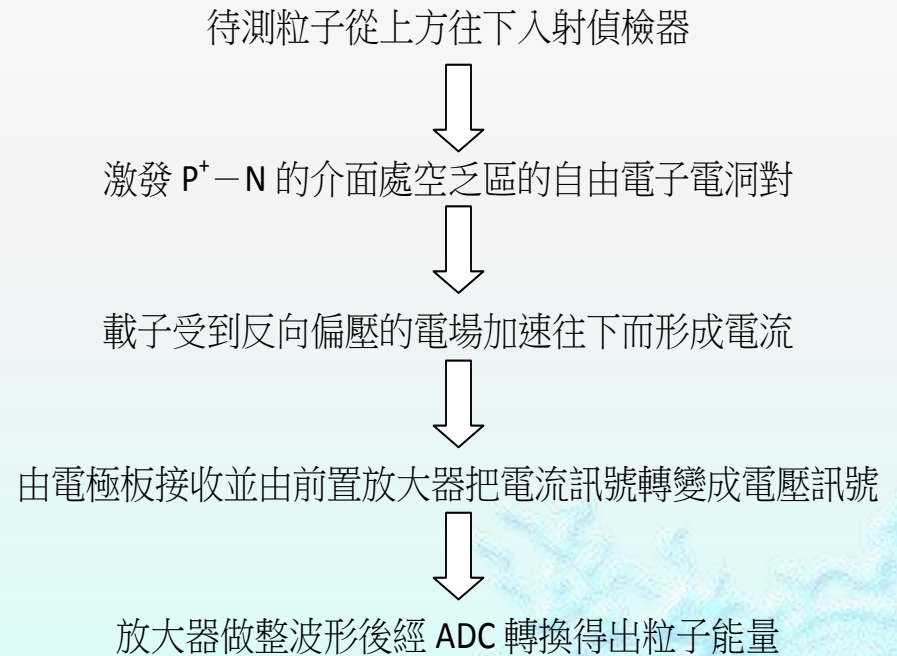 待測粒子從上方往下入射偵檢器
激發 P⁺－N 的介面處空乏區的自由電子電洞對
載子受到反向偏壓的電場加速往下而形成電流
由電極板接收並由前置放大器把電流訊號轉變成電壓訊號
放大器做整波形後經 ADC 轉換得出粒子能量